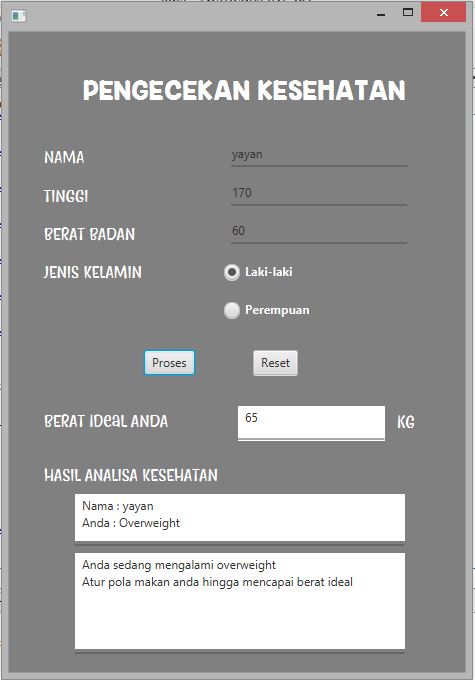 PENGECEKAN KESEHATAN
NAMA yayan
TINGGI 170
BERAT BADAN 60
JENIS KELAMIN Laki-laki
Perempuan
Proses Reset
BERAT IDEAL ANDA 65 KG
HASIL ANALISA KESEHATAN
Nama : yayan
Anda : Overweight
Anda sedang mengalami overweight
Atur pola makan anda hingga mencapai berat ideal